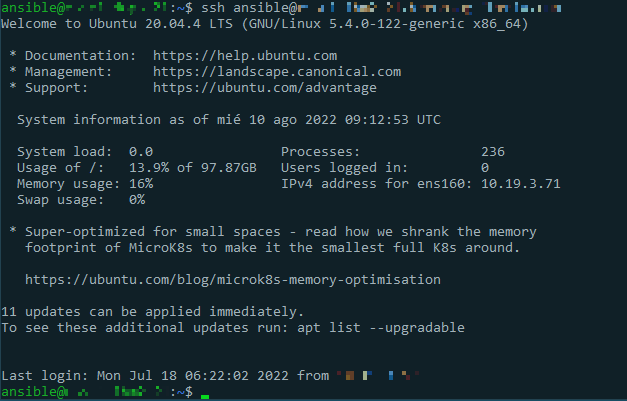 ansible@ :~$ ssh ansible@
Welcome to Ubuntu 20.04.4 LTS (GNU/Linux 5.4.0-122-generic x86_64)
* Documentation: https://help.ubuntu.com
* Management: https://landscape.canonical.com
* Support: https://ubuntu.com/advantage
System information as of mié 10 ago 2022 09:12:53 UTC
System load: 0.0 Processes: 236
Usage of /: 13.9% of 97.87GB Users logged in: 0
Memory usage: 16% IPv4 address for ens160: 10.19.3.71
Swap usage: 0%
* Super-optimized for small spaces - read how we shrank the memory
footprint of MicroK8s to make it the smallest full K8s around.
https://ubuntu.com/blog/microk8s-memory-optimisation
11 updates can be applied immediately.
To see these additional updates run: apt list --upgradable
Last login: Mon Jul 18 06:22:02 2022 from
ansible@ :~$